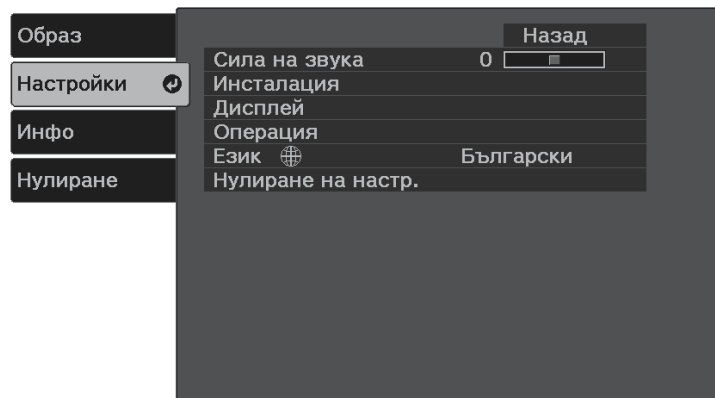 Образ
Настройки
Инфо
Нулиране
Назад
Сила на звука 0
Инсталация
Дисплей
Операция
Език Български
Нулиране на настр.